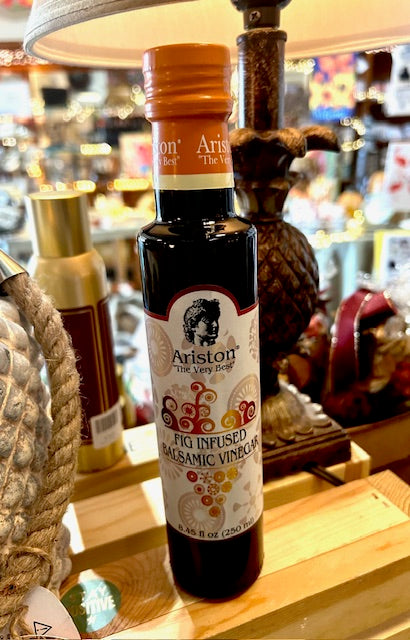 Ariston®
"The Very Best"
Ariston®
"The Very Best"
FIG INFUSED
BALSAMIC VINEGAR
8.45 fl oz (250 ml)